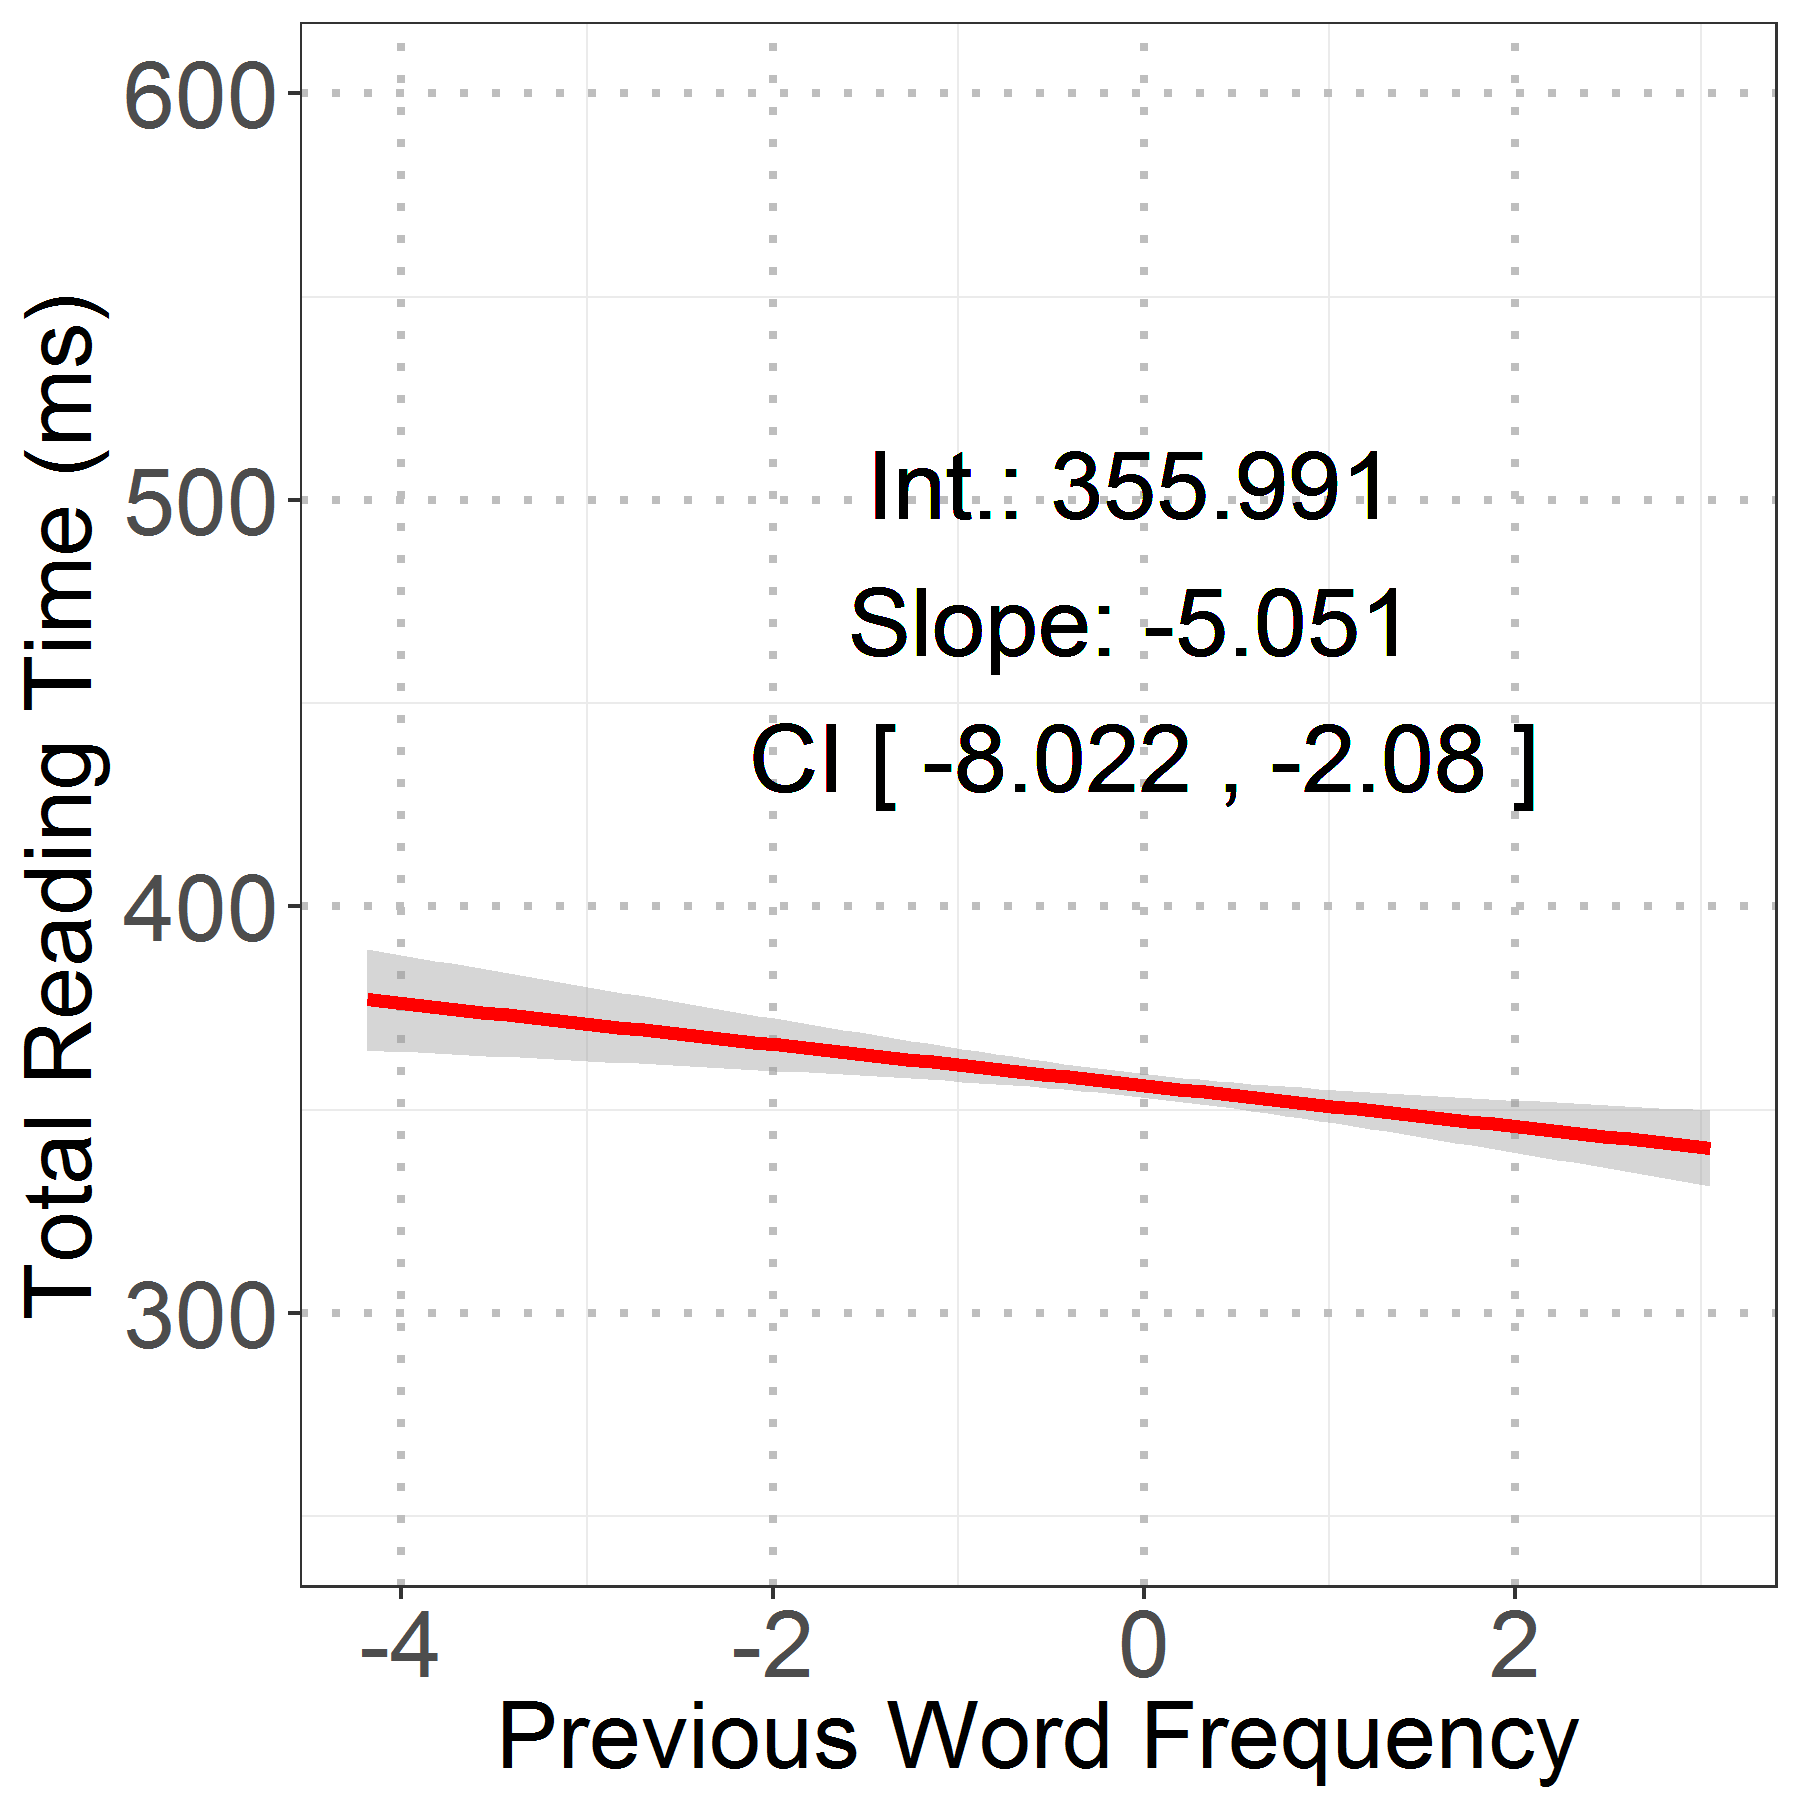 Total Reading Time (ms)
600
500
400
300
Int.: 355.991
Slope: -5.051
CI [ -8.022 , -2.08 ]
-4 -2 0 2
Previous Word Frequency